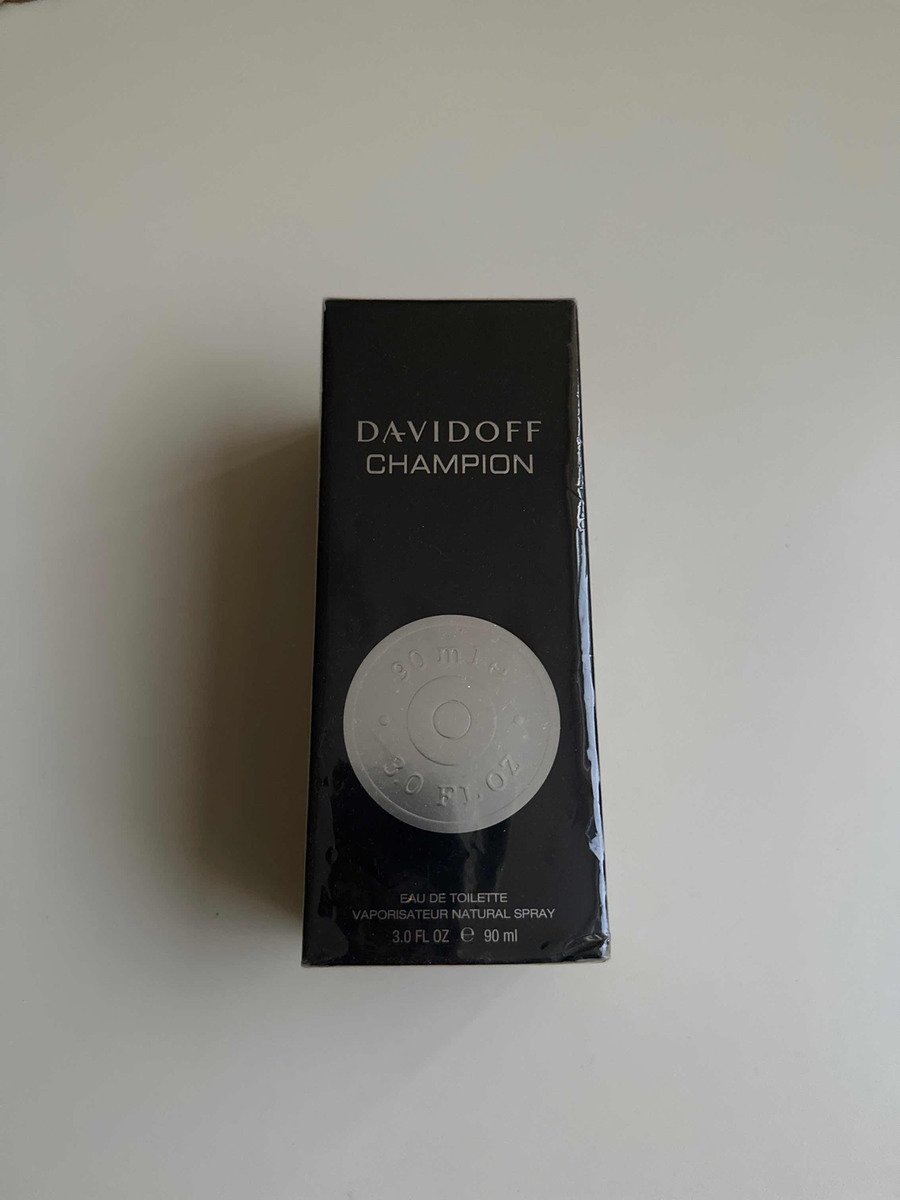 DAVIDOFF
CHAMPION
90 ml e
3.0 FL OZ
EAU DE TOILETTE
VAPORISATEUR NATURAL SPRAY
3.0 FL OZ ℮ 90 ml